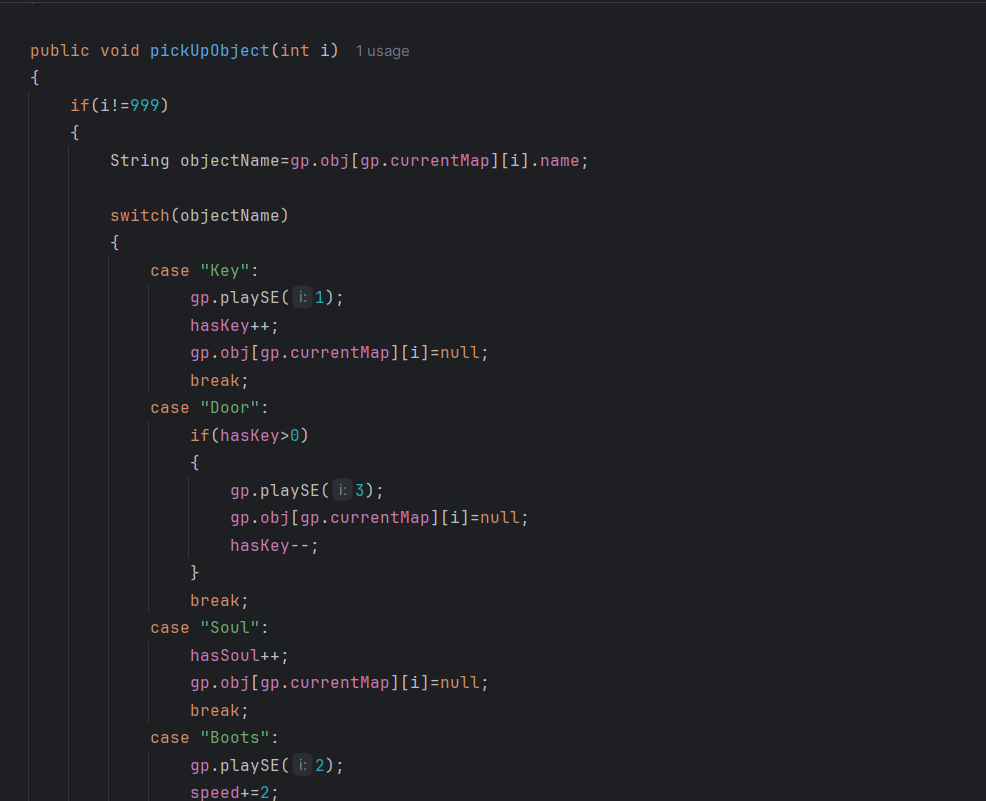 public void pickUpObject(int i) 1 usage
{
if(i!=999)
{
String objectName=gp.obj[gp.currentMap][i].name;
switch(objectName)
{
case "Key":
gp.playSE( i: 1);
hasKey++;
gp.obj[gp.currentMap][i]=null;
break;
case "Door":
if(hasKey>0)
{
gp.playSE( i: 3);
gp.obj[gp.currentMap][i]=null;
hasKey--;
}
break;
case "Soul":
hasSoul++;
gp.obj[gp.currentMap][i]=null;
break;
case "Boots":
gp.playSE( i: 2);
speed+=2;